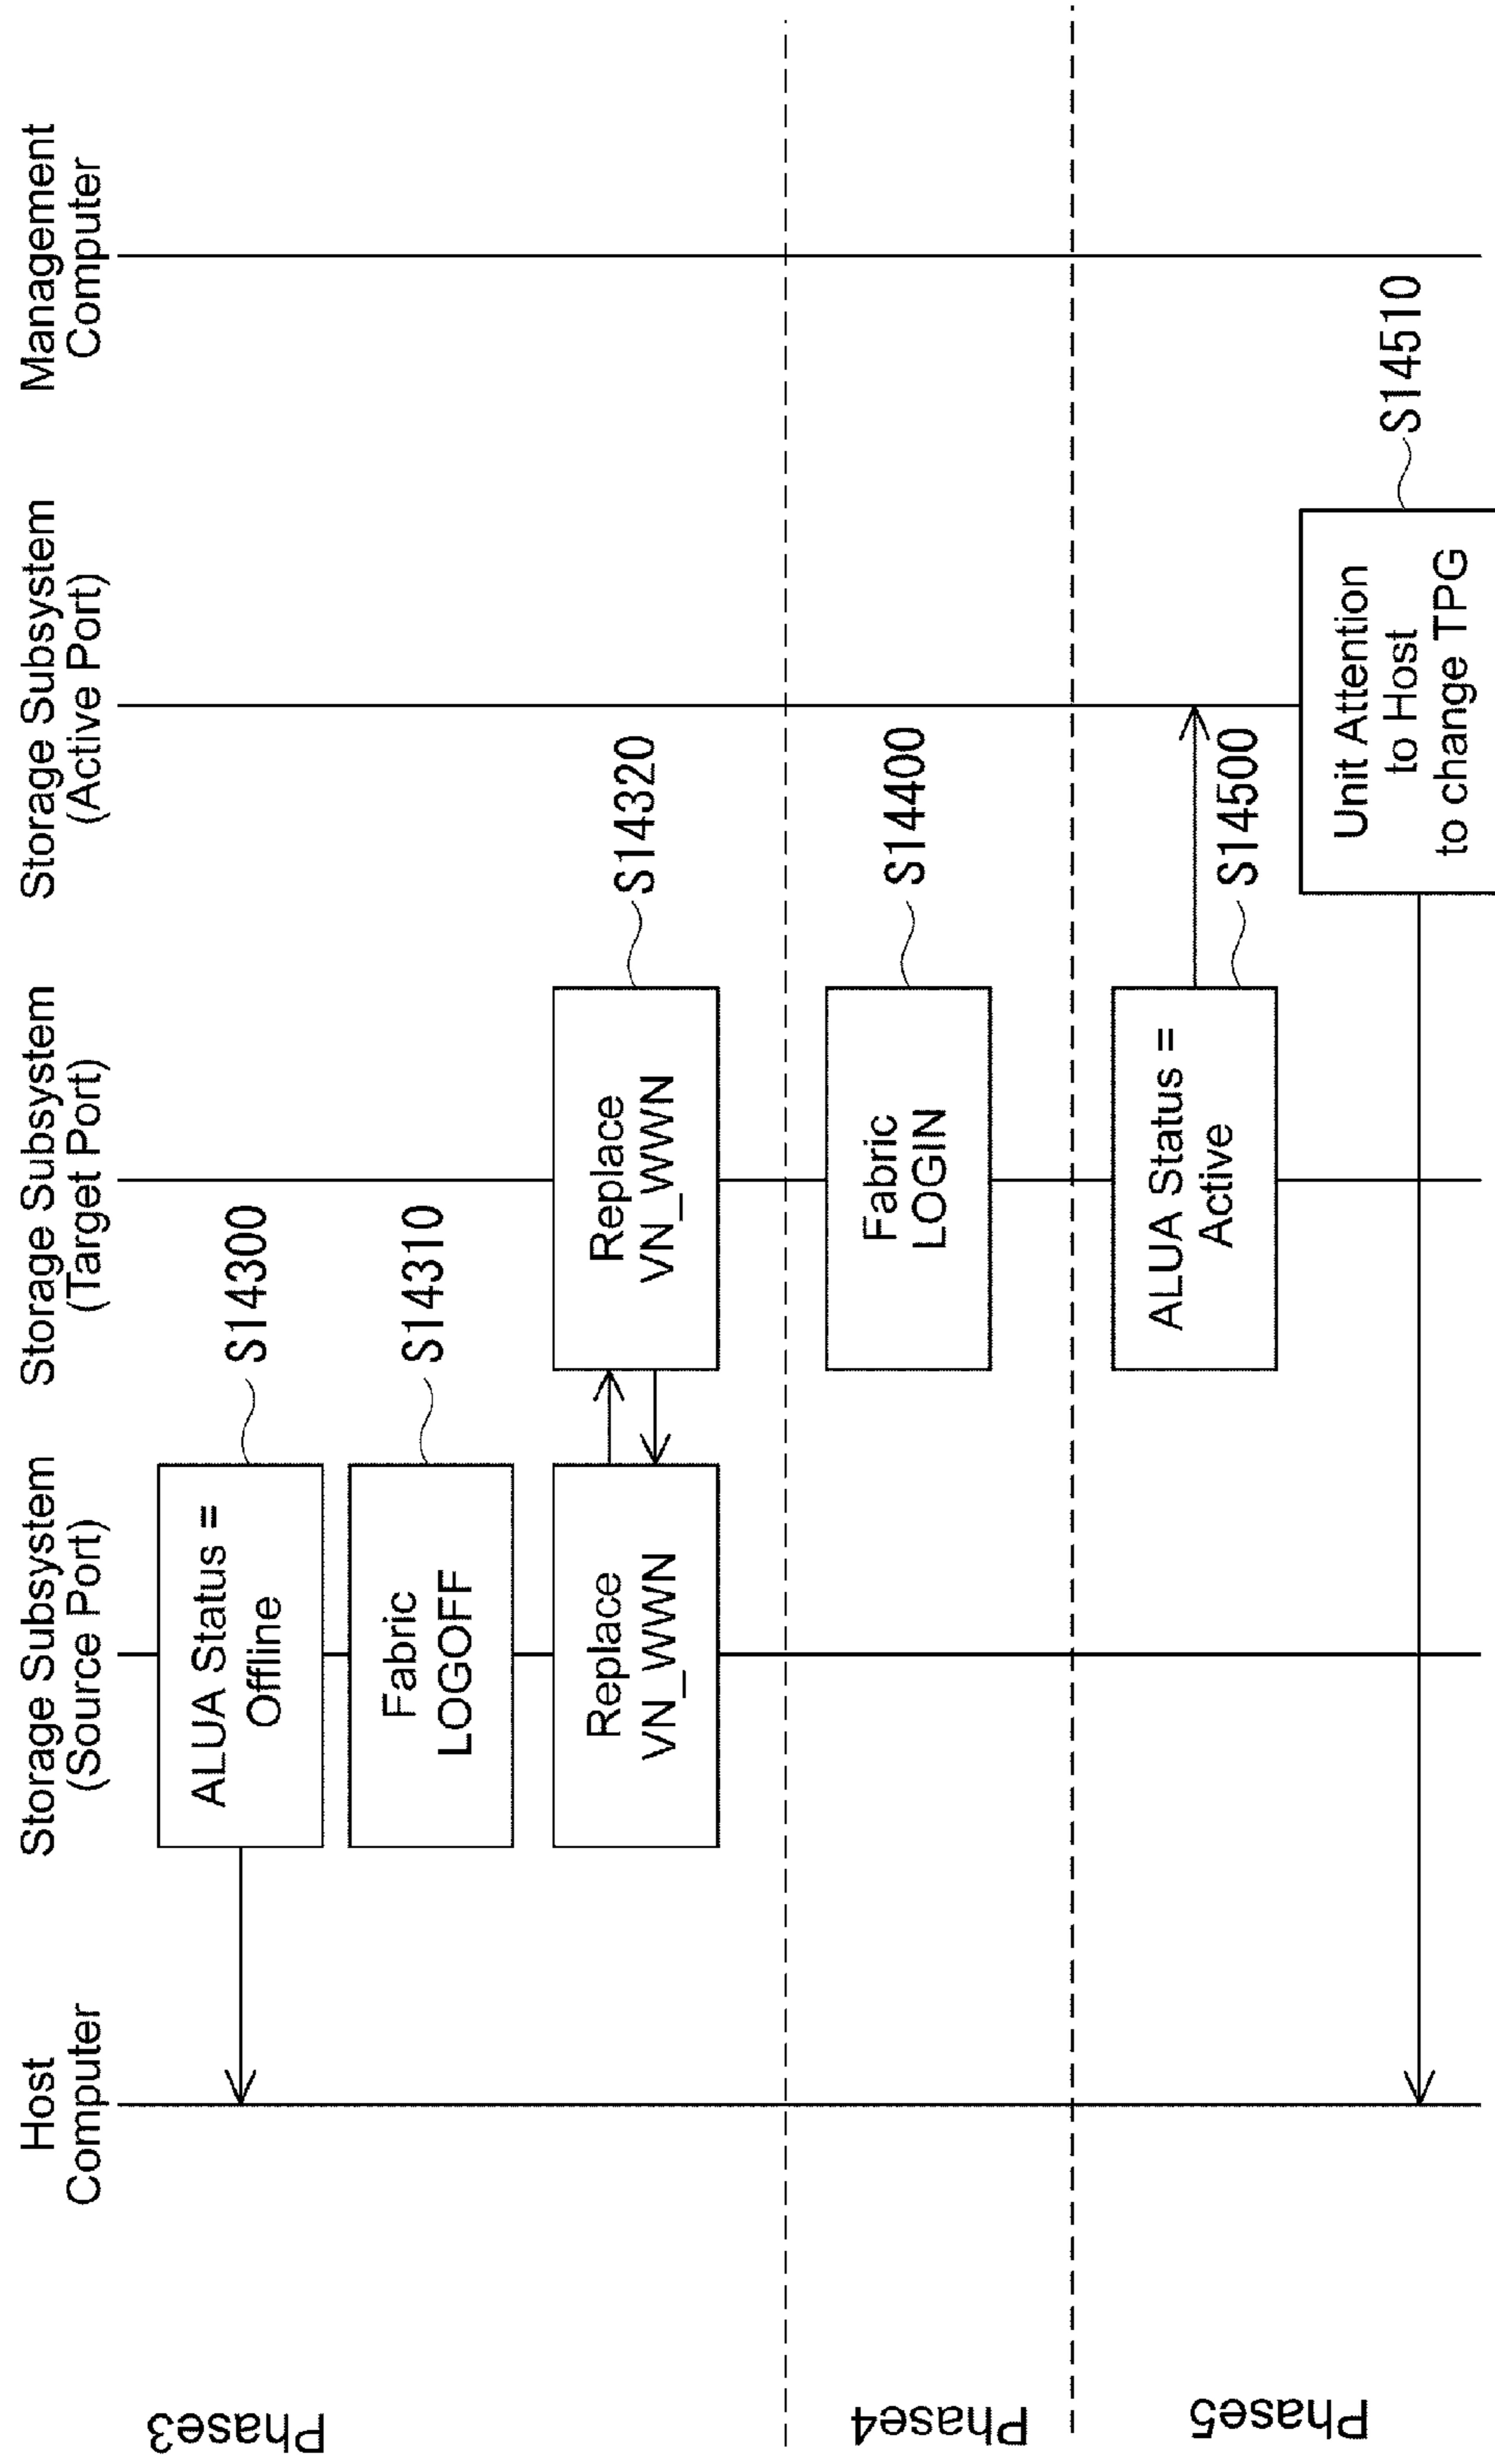 Host
Computer
Storage Subsystem
(Source Port)
Storage Subsystem
(Target Port)
Storage Subsystem
(Active Port)
Management
Computer
Phase3
ALUA Status =
Offline
S14300
Fabric
LOGOFF
S14310
Replace
VN_WWN
Replace
VN_WWN
S14320
Phase4
Fabric
LOGIN
S14400
Phase5
ALUA Status =
Active
S14500
Unit Attention
to Host
to change TPG
S14510